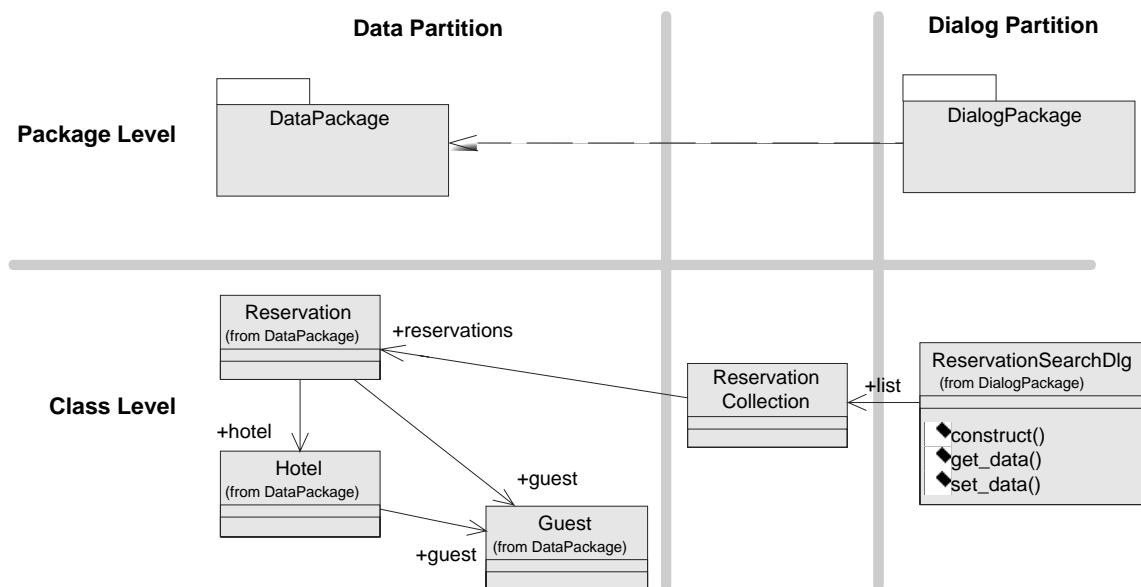 Data Partition
Dialog Partition
Package Level
DataPackage
DialogPackage
Class Level
Reservation
(from DataPackage)
+reservations
Reservation
Collection
+list
ReservationSearchDlg
(from DialogPackage)
construct()
get_data()
set_data()
+hotel
Hotel
(from DataPackage)
+guest
+guest
Guest
(from DataPackage)